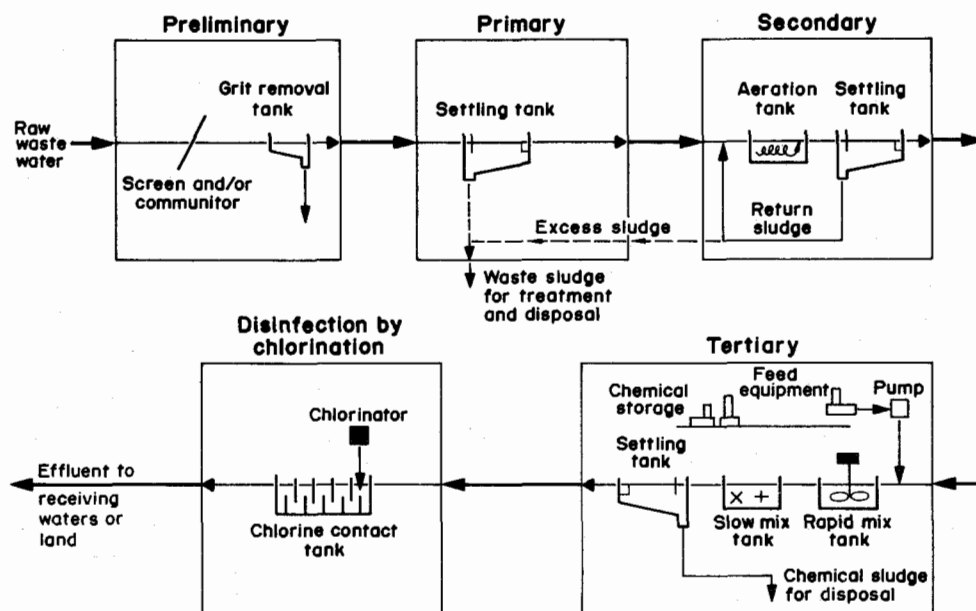 Preliminary
Primary
Secondary
Grit removal
tank
Raw
waste
water
Screen and/or
communitor
Settling tank
Aeration
tank
Settling
tank
Return
sludge
Excess sludge
Waste sludge
for treatment
and disposal
Disinfection by
chlorination
Tertiary
Chlorinator
Chlorine contact
tank
Effluent to
receiving
waters or
land
Chemical
storage
Feed
equipment
Pump
Settling
tank
Slow mix
tank
Rapid mix
tank
Chemical sludge
for disposal